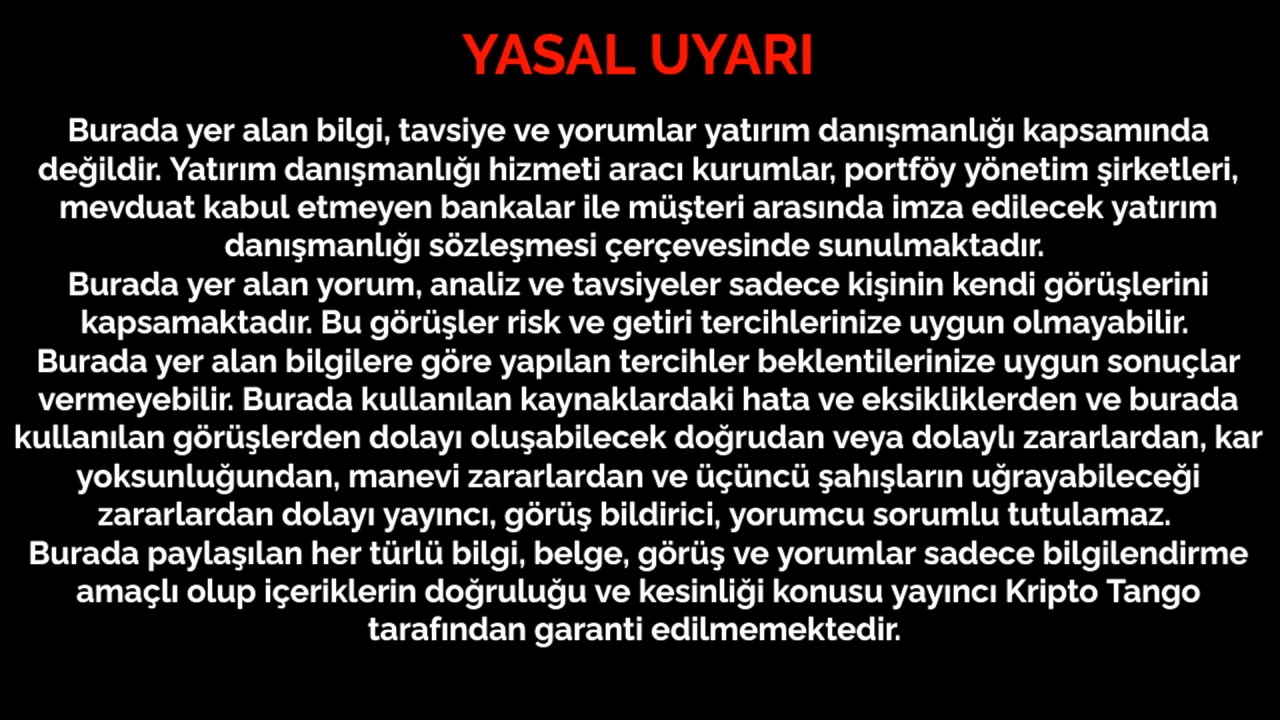 YASAL UYARI
Burada yer alan bilgi, tavsiye ve yorumlar yatırım danışmanlığı kapsamında
değildir. Yatırım danışmanlığı hizmeti aracı kurumlar, portföy yönetim şirketleri,
mevduat kabul etmeyen bankalar ile müşteri arasında imza edilecek yatırım
danışmanlığı sözleşmesi çerçevesinde sunulmaktadır.
Burada yer alan yorum, analiz ve tavsiyeler sadece kişinin kendi görüşlerini
kapsamaktadır. Bu görüşler risk ve getiri tercihlerinize uygun olmayabilir.
Burada yer alan bilgilere göre yapılan tercihler beklentilerinize uygun sonuçlar
vermeyebilir. Burada kullanılan kaynaklardaki hata ve eksikliklerden ve burada
kullanılan görüşlerden dolayı oluşabilecek doğrudan veya dolaylı zararlardan, kar
yoksunluğundan, manevi zararlardan ve üçüncü şahışların uğrayabileceği
zararlardan dolayı yayıncı, görüş bildirici, yorumcu sorumlu tutulamaz.
Burada paylaşılan her türlü bilgi, belge, görüş ve yorumlar sadece bilgilendirme
amaçlı olup içeriklerin doğruluğu ve kesinliği konusu yayıncı Kripto Tango
tarafından garanti edilmemektedir.